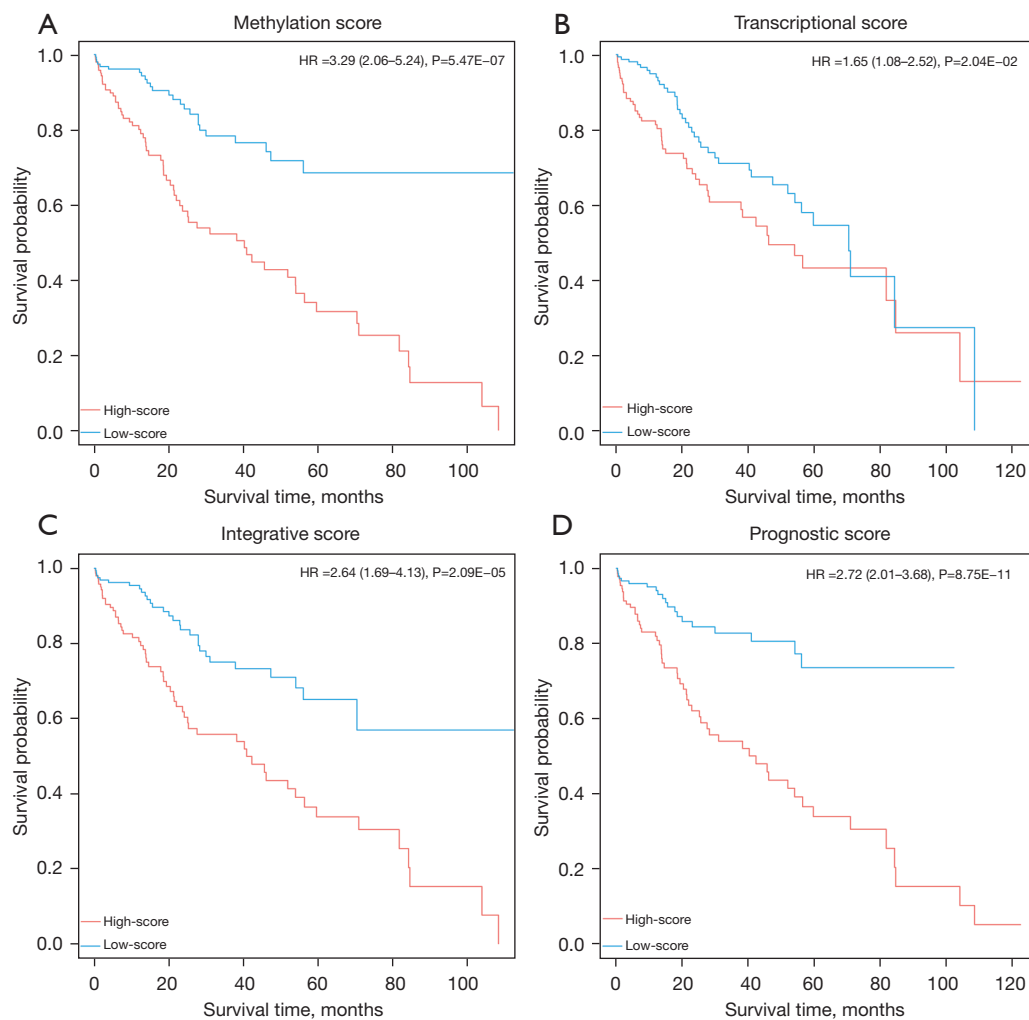 A
Methylation score
HR =3.29 (2.06–5.24), P=5.47E−07
1.0
0.8
0.6
0.4
0.2
0.0
Survival probability
High-score
Low-score
0 20 40 60 80 100
Survival time, months
B
Transcriptional score
HR =1.65 (1.08–2.52), P=2.04E−02
1.0
0.8
0.6
0.4
0.2
0.0
Survival probability
High-score
Low-score
0 20 40 60 80 100 120
Survival time, months
C
Integrative score
HR =2.64 (1.69–4.13), P=2.09E−05
1.0
0.8
0.6
0.4
0.2
0.0
Survival probability
High-score
Low-score
0 20 40 60 80 100
Survival time, months
D
Prognostic score
HR =2.72 (2.01–3.68), P=8.75E−11
1.0
0.8
0.6
0.4
0.2
0.0
Survival probability
High-score
Low-score
0 20 40 60 80 100 120
Survival time, months